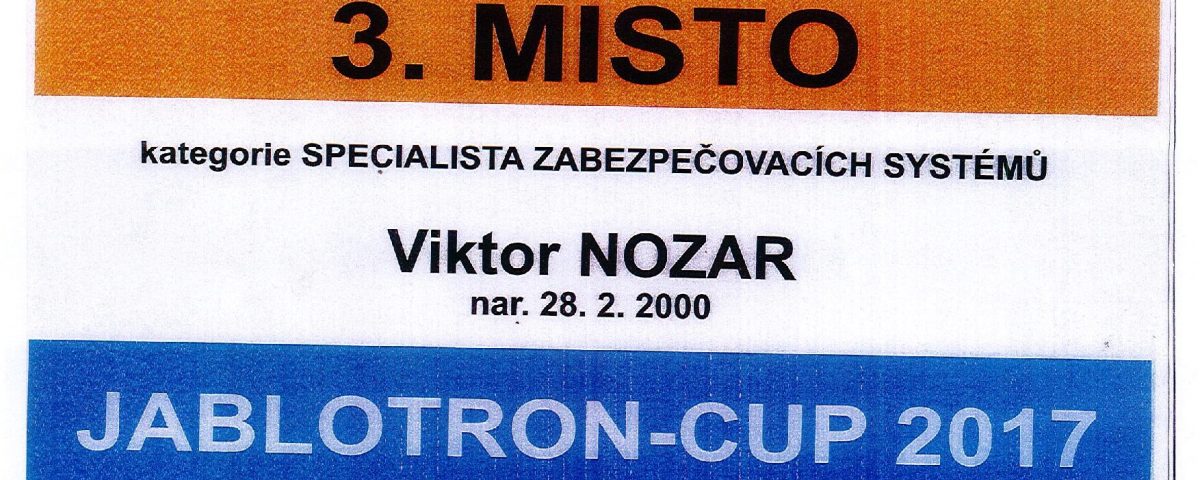 3. MISTO
kategorie SPECIALISTA ZABEZPEČOVACÍCH SYSTÉMŮ
Viktor NOZAR
nar. 28. 2. 2000
JABLOTRON-CUP 2017